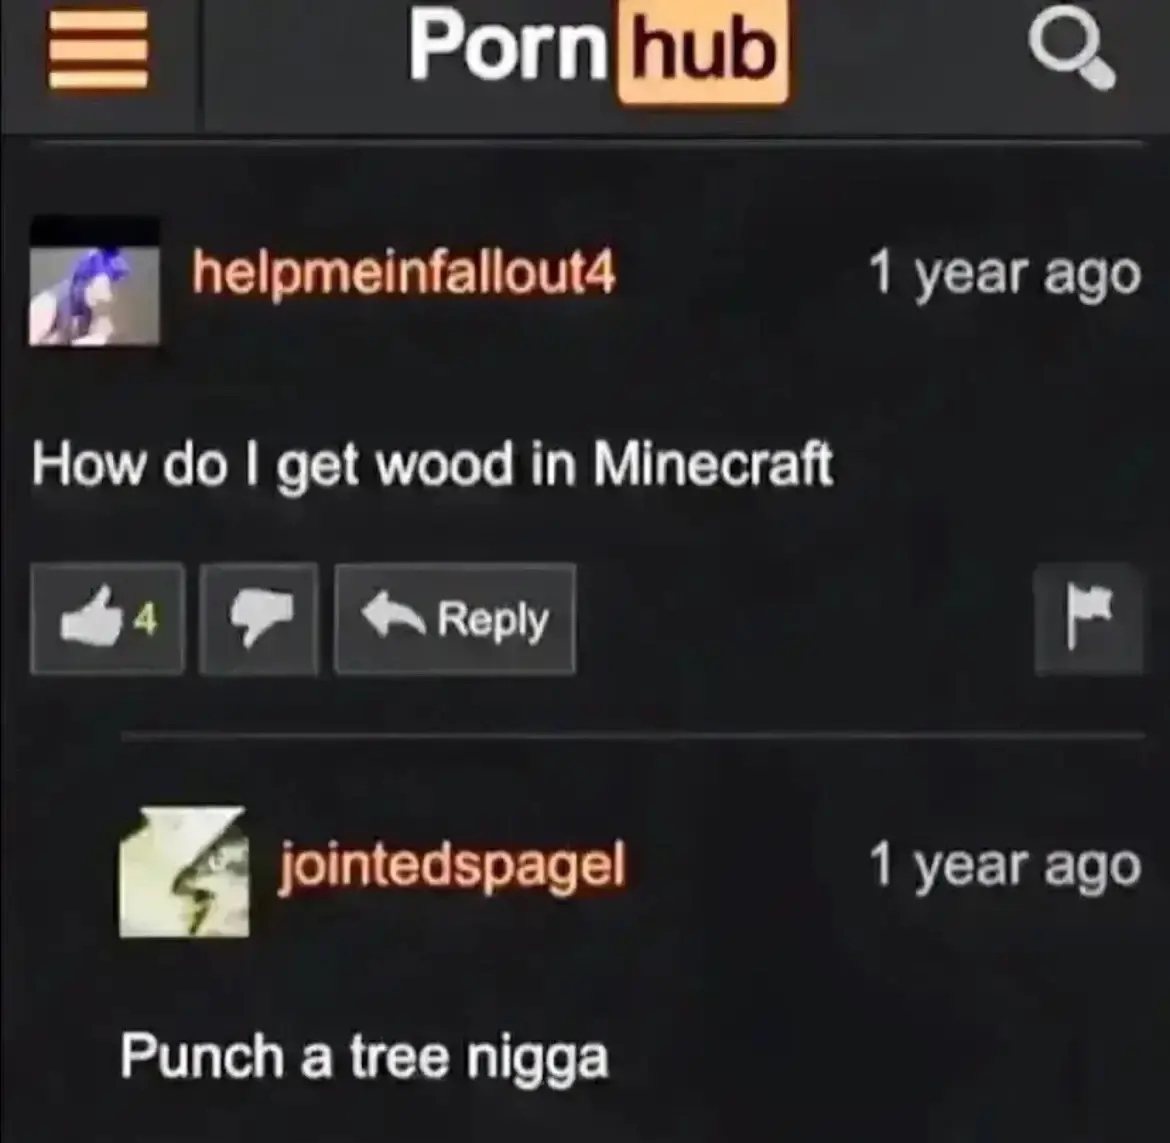 Porn hub
helpmeinfallout4
1 year ago
How do I get wood in Minecraft
4
Reply
jointedspagel
1 year ago
Punch a tree nigga